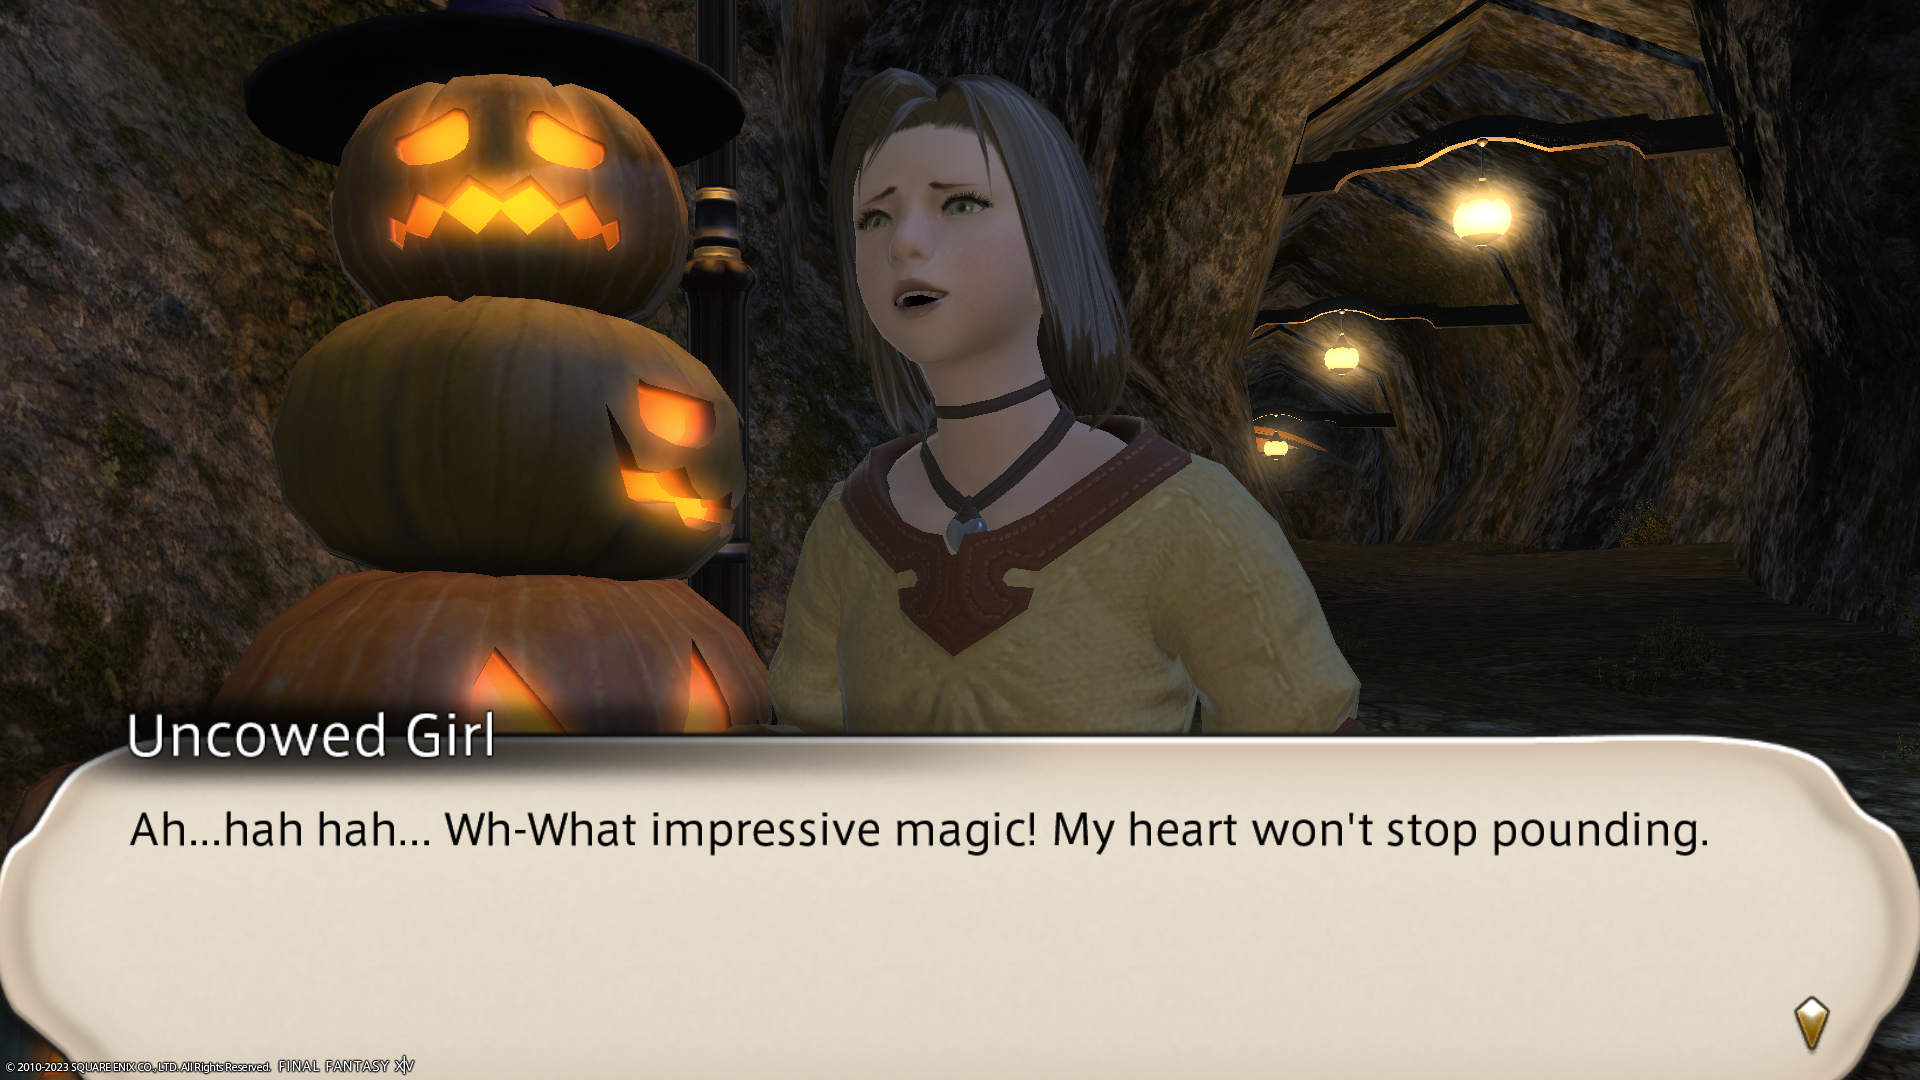 Uncowed Girl
Ah...hah hah... Wh-What impressive magic! My heart won't stop pounding.
© 2010-2023 SQUARE ENIX CO., LTD. All Rights Reserved. FINAL FANTASY XIV